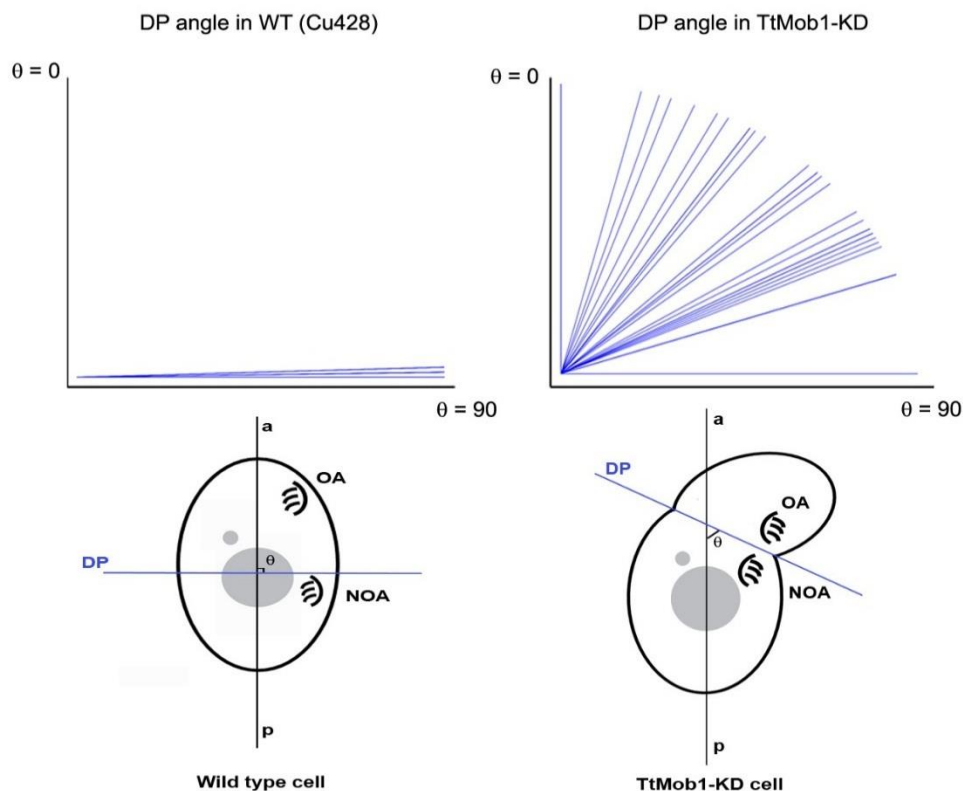 DP angle in WT (Cu428)
DP angle in TtMob1-KD
θ = 0
θ = 0
θ = 90
θ = 90
a
OA
θ
DP
NOA
p
Wild type cell
a
DP
OA
θ
NOA
p
TtMob1-KD cell